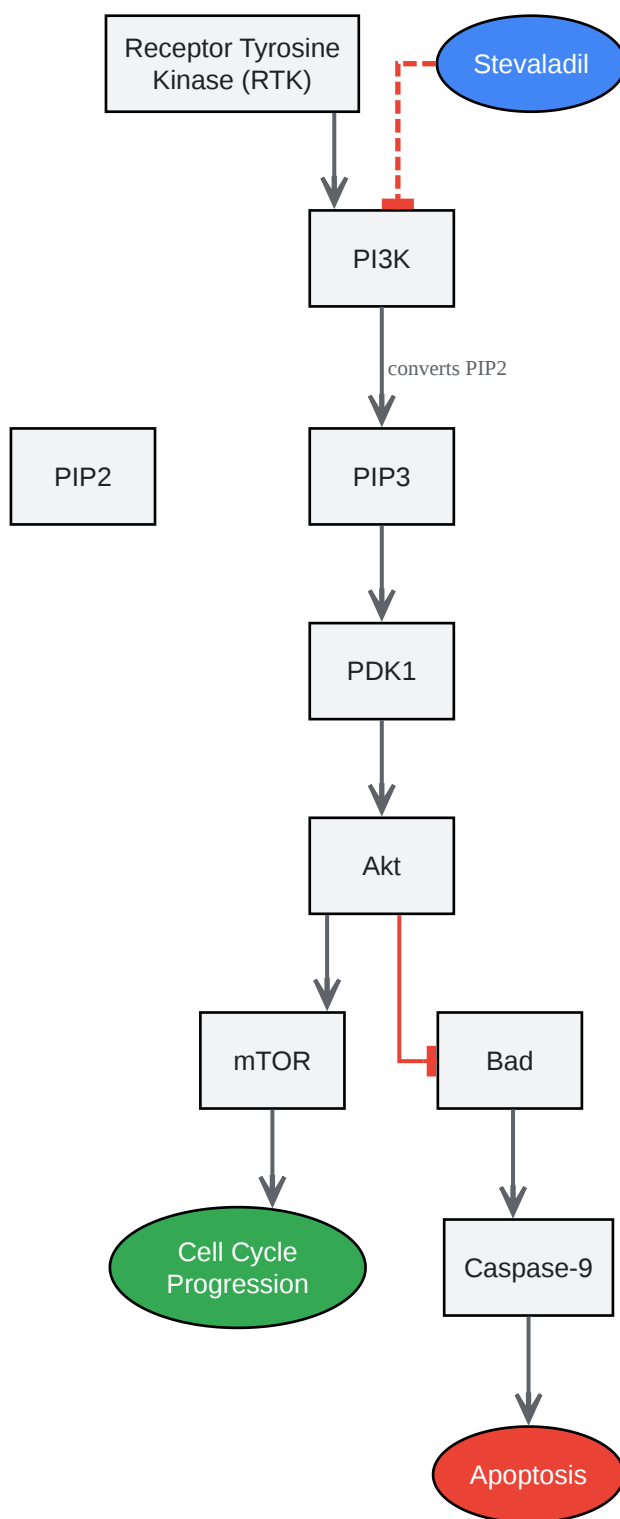 Receptor Tyrosine
Kinase (RTK)
Stevaladil
PI3K
converts PIP2
PIP2
PIP3
PDK1
Akt
mTOR
Bad
Cell Cycle
Progression
Caspase-9
Apoptosis